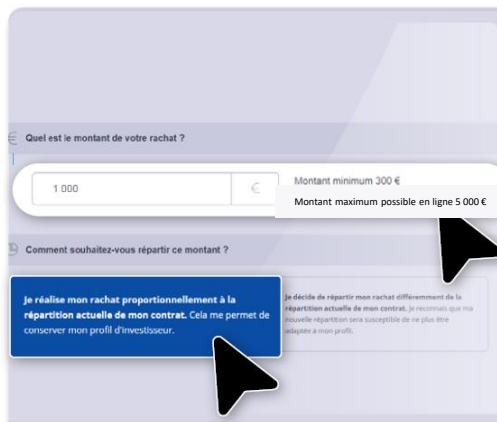 Quel est le montant de votre rachat ?
1 000 €
Montant minimum 300 €
Montant maximum possible en ligne 5 000 €
Comment souhaitez-vous répartir ce montant ?
Je réalise mon rachat proportionnellement à la
répartition actuelle de mon contrat. Cela me permet de
conserver mon profil d'investisseur.
Je décide de répartir mon rachat différemment de la
répartition actuelle de mon contrat. Je reconnais que ma
nouvelle répartition sera susceptible de ne plus être
adaptée à mon profil.